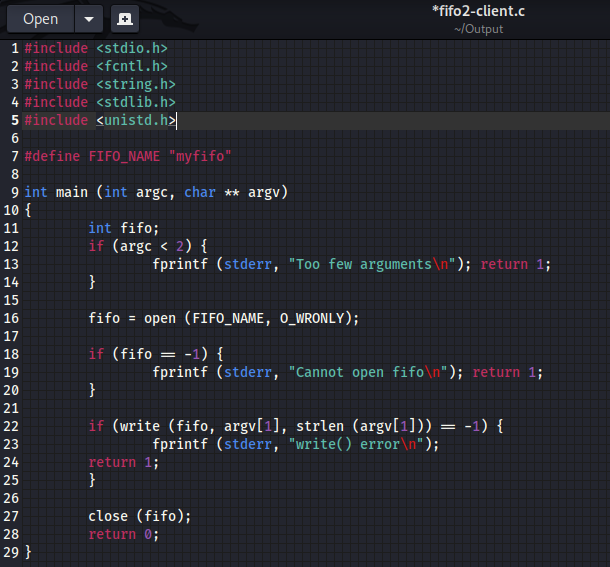 Open
*fifo2-client.c
~/Output
1 #include <stdio.h>
2 #include <fcntl.h>
3 #include <string.h>
4 #include <stdlib.h>
5 #include <unistd.h>
6
7 #define FIFO_NAME "myfifo"
8
9 int main (int argc, char ** argv)
10 {
11         int fifo;
12         if (argc < 2) {
13                 fprintf (stderr, "Too few arguments\n"); return 1;
14         }
15
16         fifo = open (FIFO_NAME, O_WRONLY);
17
18         if (fifo == -1) {
19                 fprintf (stderr, "Cannot open fifo\n"); return 1;
20         }
21
22         if (write (fifo, argv[1], strlen (argv[1])) == -1) {
23                 fprintf (stderr, "write() error\n");
24         return 1;
25         }
26
27         close (fifo);
28         return 0;
29 }